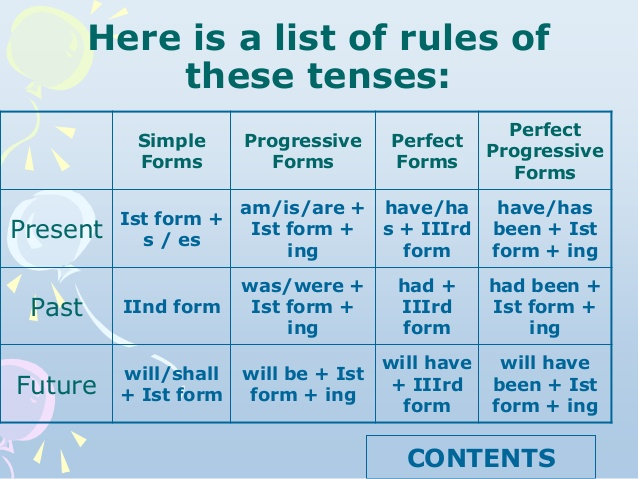 Here is a list of rules of
these tenses:
Simple
Forms
Progressive
Forms
Perfect
Forms
Perfect
Progressive
Forms
Present
Ist form +
s / es
am/is/are +
Ist form +
ing
have/ha
s + IIIrd
form
have/has
been + Ist
form + ing
Past
IInd form
was/were +
Ist form +
ing
had +
IIIrd
form
had been +
Ist form +
ing
Future
will/shall
+ Ist form
will be + Ist
form + ing
will have
+ IIIrd
form
will have
been + Ist
form + ing
CONTENTS